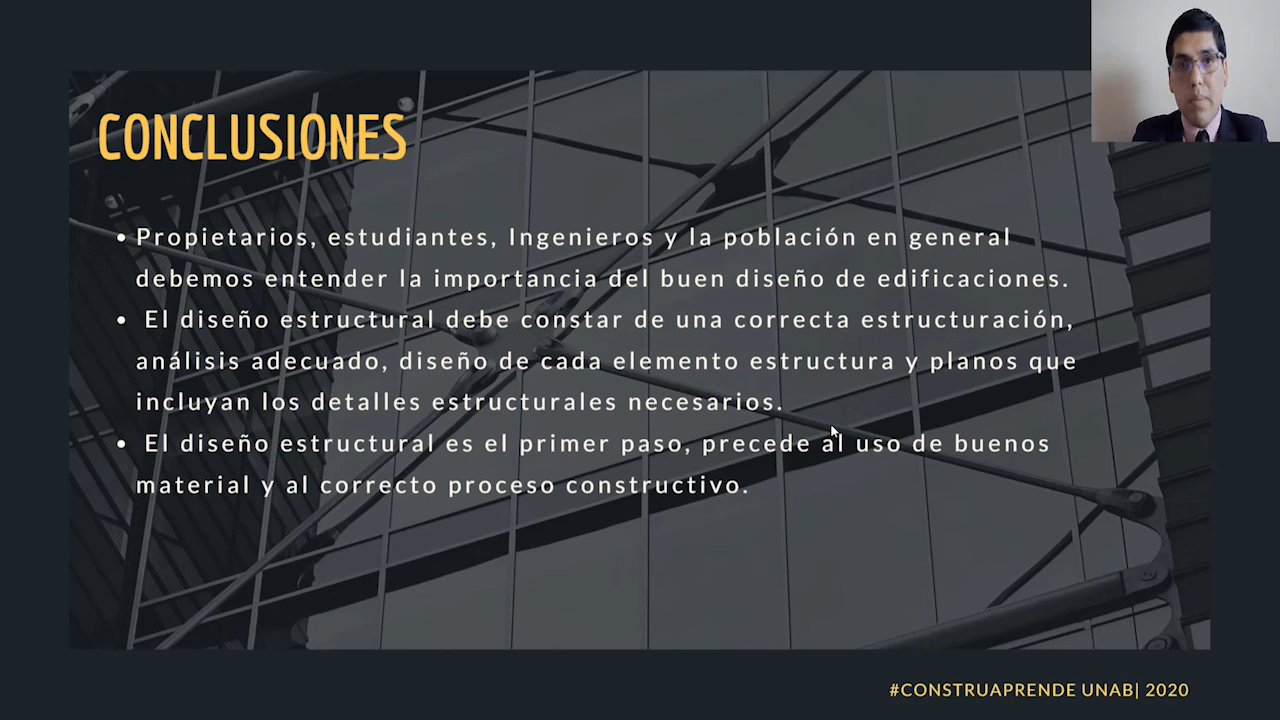 CONCLUSIONES
• Propietarios, estudiantes, Ingenieros y la población en general
debemos entender la importancia del buen diseño de edificaciones.
• El diseño estructural debe constar de una correcta estructuración,
análisis adecuado, diseño de cada elemento estructura y planos que
incluyan los detalles estructurales necesarios.
• El diseño estructural es el primer paso, precede al uso de buenos
material y al correcto proceso constructivo.
#CONSTRUAPRENDE UNAB| 2020